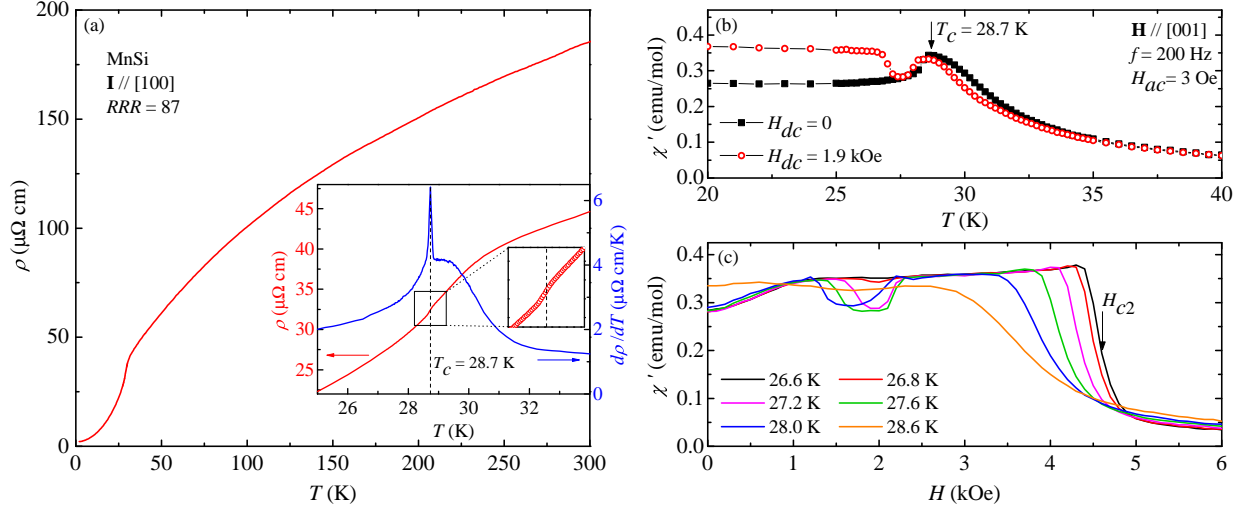 (a)
MnSi
I // [100]
RRR = 87
200
150
100
50
0
ρ (μΩ cm)
0 50 100 150 200 250 300
T (K)
45
40
35
30
25
ρ (μΩ cm)
6
4
2
0
dρ/dT (μΩ cm/K)
T_c = 28.7 K
26 28 30 32
T (K)
(b)
T_c = 28.7 K
H // [001]
f = 200 Hz
H_ac = 3 Oe
H_dc = 0
H_dc = 1.9 kOe
0.4
0.3
0.2
0.1
0.0
χ ' (emu/mol)
20 25 30 35 40
T (K)
(c)
H_c2
26.6 K 26.8 K
27.2 K 27.6 K
28.0 K 28.6 K
0.4
0.3
0.2
0.1
0.0
χ ' (emu/mol)
0 1 2 3 4 5 6
H (kOe)